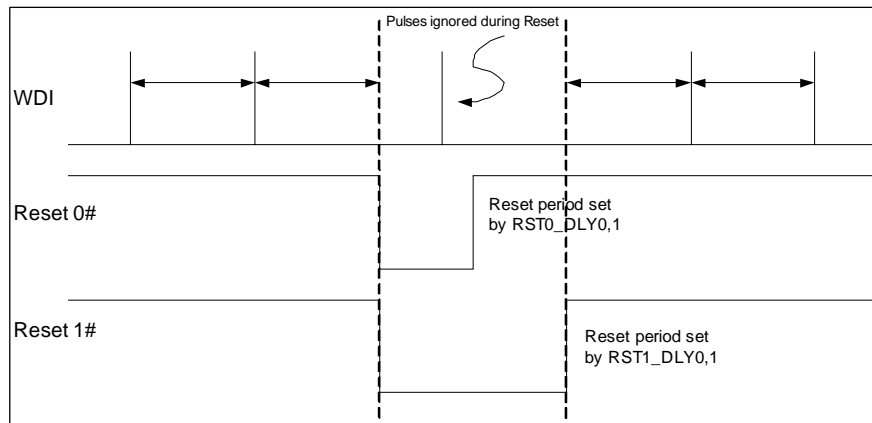 Pulses ignored during Reset
WDI
Reset 0#
Reset period set
by RST0_DLY0,1
Reset 1#
Reset period set
by RST1_DLY0,1